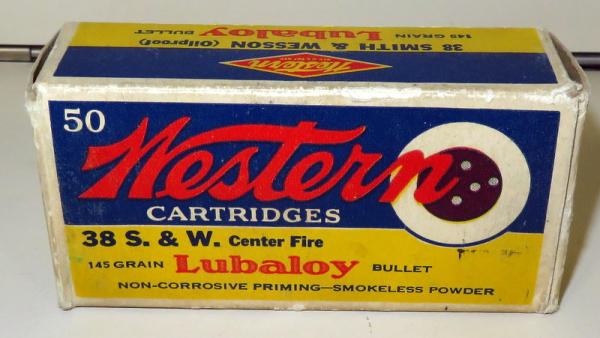 38 SMITH & WESSON (Oilproof)
145 GRAIN Lubaloy BULLET
Western
50
Western
CARTRIDGES
38 S. & W. Center Fire
145 GRAIN Lubaloy BULLET
NON-CORROSIVE PRIMING—SMOKELESS POWDER